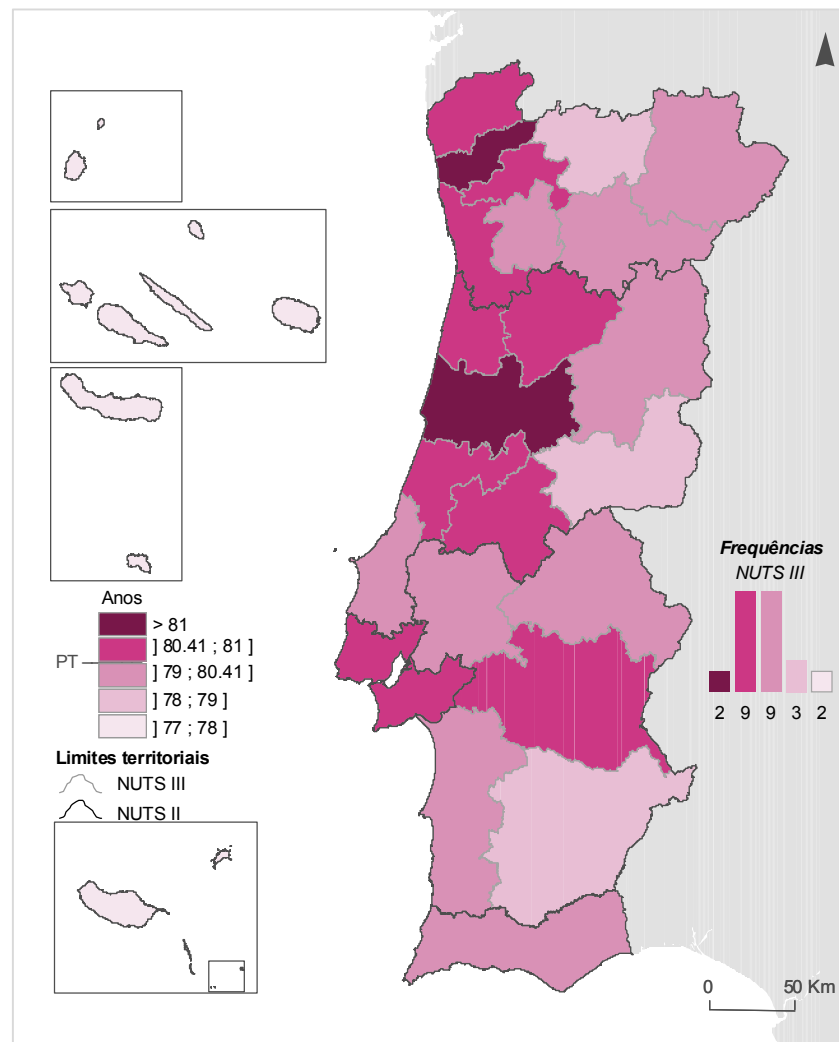 Anos
> 81
] 80.41 ; 81 ]
PT
] 79 ; 80.41 ]
] 78 ; 79 ]
] 77 ; 78 ]
Limites territoriais
NUTS III
NUTS II
Frequências
NUTS III
2 9 9 3 2
0 50 Km